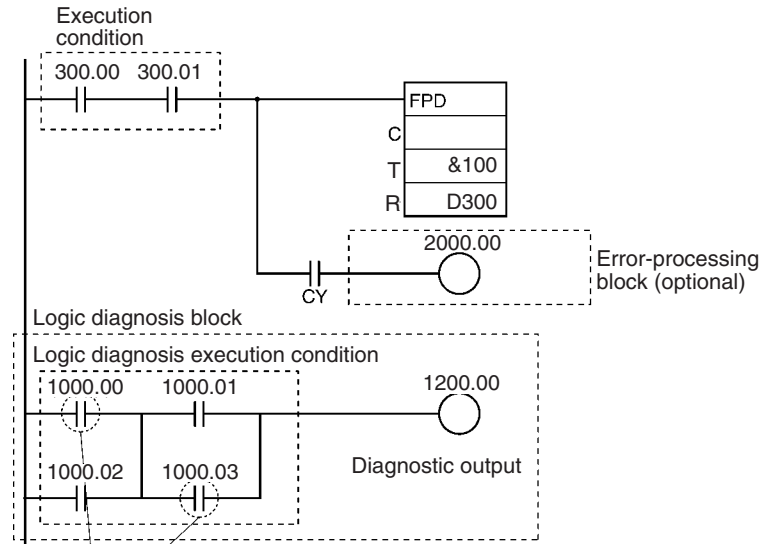 Execution
condition
300.00 300.01
FPD
C
T &100
R D300
2000.00
CY
Error-processing
block (optional)
Logic diagnosis block
Logic diagnosis execution condition
1000.00 1000.01 1200.00
1000.02 1000.03
Diagnostic output